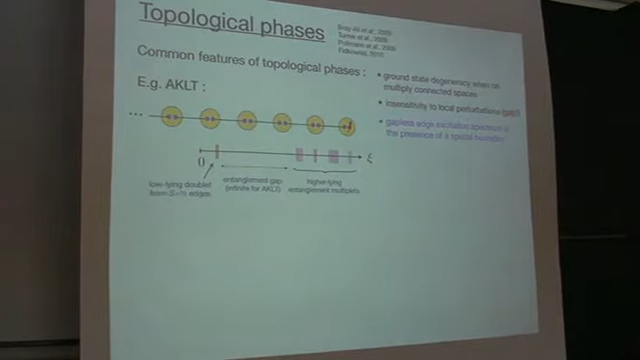 Topological phases
Bray-Ali et al., 2009
Turner et al., 2009
Pollmann et al., 2009
Fidkowski, 2010
Common features of topological phases :
E.g. AKLT :
• ground state degeneracy when on
multiply connected spaces
• insensitivity to local perturbations (gap!)
• gapless edge excitation spectrum in
the presence of a spatial boundary
...
0
ξ
low-lying doublet
from S=½ edges
entanglement gap
(infinite for AKLT)
higher-lying
entanglement multiplets